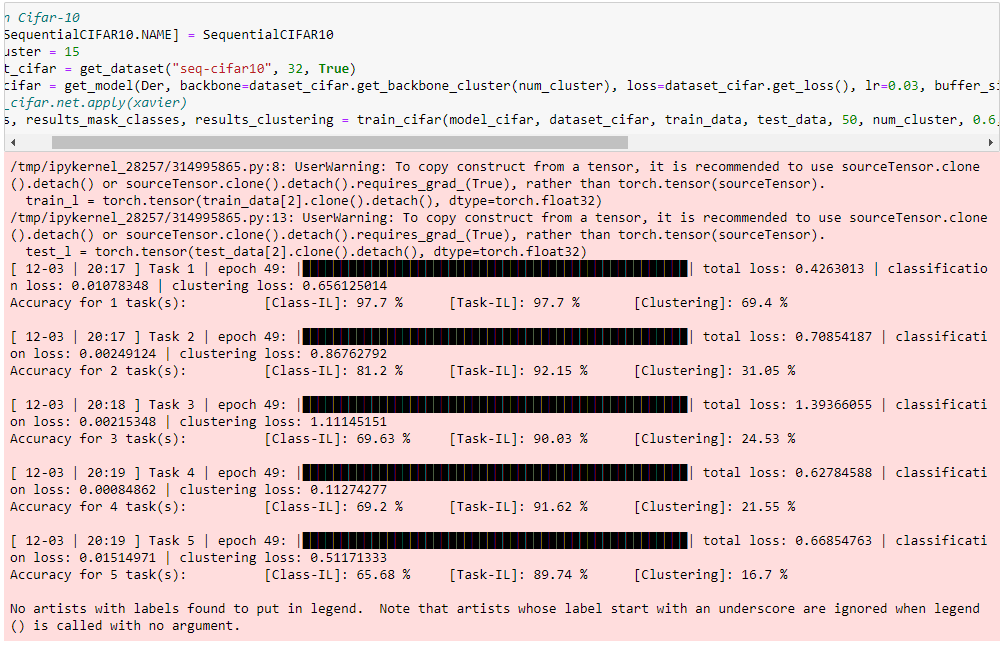 n Cifar-10
SequentialCIFAR10.NAME] = SequentialCIFAR10
uster = 15
t_cifar = get_dataset("seq-cifar10", 32, True)
cifar = get_model(Der, backbone=dataset_cifar.get_backbone_cluster(num_cluster), loss=dataset_cifar.get_loss(), lr=0.03, buffer_si
_cifar.net.apply(xavier)
s, results_mask_classes, results_clustering = train_cifar(model_cifar, dataset_cifar, train_data, test_data, 50, num_cluster, 0.6,
/tmp/ipykernel_28257/314995865.py:8: UserWarning: To copy construct from a tensor, it is recommended to use sourceTensor.clone
().detach() or sourceTensor.clone().detach().requires_grad_(True), rather than torch.tensor(sourceTensor).
train_l = torch.tensor(train_data[2].clone().detach(), dtype=torch.float32)
/tmp/ipykernel_28257/314995865.py:13: UserWarning: To copy construct from a tensor, it is recommended to use sourceTensor.clone
().detach() or sourceTensor.clone().detach().requires_grad_(True), rather than torch.tensor(sourceTensor).
test_l = torch.tensor(test_data[2].clone().detach(), dtype=torch.float32)
[ 12-03 | 20:17 ] Task 1 | epoch 49: || total loss: 0.4263013 | classificatio
n loss: 0.01078348 | clustering loss: 0.656125014
Accuracy for 1 task(s): [Class-IL]: 97.7 % [Task-IL]: 97.7 % [Clustering]: 69.4 %
[ 12-03 | 20:17 ] Task 2 | epoch 49: || total loss: 0.70854187 | classificati
on loss: 0.00249124 | clustering loss: 0.86762792
Accuracy for 2 task(s): [Class-IL]: 81.2 % [Task-IL]: 92.15 % [Clustering]: 31.05 %
[ 12-03 | 20:18 ] Task 3 | epoch 49: || total loss: 1.39366055 | classificati
on loss: 0.00215348 | clustering loss: 1.11145151
Accuracy for 3 task(s): [Class-IL]: 69.63 % [Task-IL]: 90.03 % [Clustering]: 24.53 %
[ 12-03 | 20:19 ] Task 4 | epoch 49: || total loss: 0.62784588 | classificati
on loss: 0.00084862 | clustering loss: 0.11274277
Accuracy for 4 task(s): [Class-IL]: 69.2 % [Task-IL]: 91.62 % [Clustering]: 21.55 %
[ 12-03 | 20:19 ] Task 5 | epoch 49: || total loss: 0.66854763 | classificati
on loss: 0.01514971 | clustering loss: 0.51171333
Accuracy for 5 task(s): [Class-IL]: 65.68 % [Task-IL]: 89.74 % [Clustering]: 16.7 %
No artists with labels found to put in legend. Note that artists whose label start with an underscore are ignored when legend
() is called with no argument.